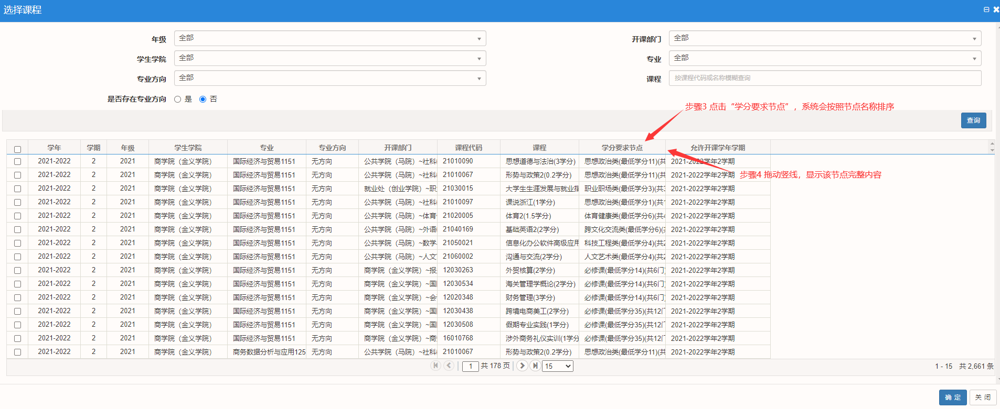 选择课程
年级 全部 开课部门 全部
学生学院 全部 专业 全部
专业方向 全部 课程 按课程代码或名称模糊查询
是否存在专业方向 是 否
步骤3 点击“学分要求节点”，系统会按照节点名称排序
查询
学年 学期 年级 学生学院 专业 专业方向 开课部门 课程代码 课程 学分要求节点 允许开课学年学期
2021-2022 2 2021 商学院（金义学院） 国际经济与贸易1151 无方向 公共学院（马院）~社科 21010090 思想道德与法治(3学分) 思想政治类(最低学分11)(共 2021-2022学年2学期
2021-2022 2 2021 商学院（金义学院） 国际经济与贸易1151 无方向 公共学院（马院）~社科 21010067 形势与政策2(0.2学分) 思想政治类(最低学分11)(共 2021-2022学年2学期
步骤4 拖动竖线，显示该节点完整内容
2021-2022 2 2021 商学院（金义学院） 国际经济与贸易1151 无方向 就业处（创业学院）~职 21030015 大学生生涯发展与就业指 职业职场类(最低学分3)(共3 2021-2022学年2学期
2021-2022 2 2021 商学院（金义学院） 国际经济与贸易1151 无方向 公共学院（马院）~社科 21010097 课说浙江(1学分) 思想政治类(最低学分1)(共1 2021-2022学年2学期
2021-2022 2 2021 商学院（金义学院） 国际经济与贸易1151 无方向 公共学院（马院）~体育 21020005 体育2(1.5学分) 体育健康类(最低学分6)(共4 2021-2022学年2学期
2021-2022 2 2021 商学院（金义学院） 国际经济与贸易1151 无方向 公共学院（马院）~外语 21040169 基础英语2(2学分) 跨文化交流类(最低学分6)( 2021-2022学年2学期
2021-2022 2 2021 商学院（金义学院） 国际经济与贸易1151 无方向 公共学院（马院）~数学 21050021 信息化办公软件高级应用 科技工程类(最低学分4)(共2 2021-2022学年2学期
2021-2022 2 2021 商学院（金义学院） 国际经济与贸易1151 无方向 公共学院（马院）~人文 21060002 沟通与交流(2学分) 人文艺术类(最低学分4)(共2 2021-2022学年2学期
2021-2022 2 2021 商学院（金义学院） 国际经济与贸易1151 无方向 商学院（金义学院）~报 12030263 外贸核算(2学分) 必修课(最低学分14)(共6门) 2021-2022学年2学期
2021-2022 2 2021 商学院（金义学院） 国际经济与贸易1151 无方向 商学院（金义学院）~国 12030534 海关管理学概论(2学分) 必修课(最低学分14)(共6门) 2021-2022学年2学期
2021-2022 2 2021 商学院（金义学院） 国际经济与贸易1151 无方向 商学院（金义学院）~会 12020348 财务管理(3学分) 必修课(最低学分14)(共6门) 2021-2022学年2学期
2021-2022 2 2021 商学院（金义学院） 国际经济与贸易1151 无方向 商学院（金义学院）~国 12030438 跨境电商美工(2学分) 必修课(最低学分35)(共12门 2021-2022学年2学期
2021-2022 2 2021 商学院（金义学院） 国际经济与贸易1151 无方向 商学院（金义学院）~国 12030508 假期专业实践(1学分) 必修课(最低学分35)(共12门 2021-2022学年2学期
2021-2022 2 2021 商学院（金义学院） 国际经济与贸易1151 无方向 商学院（金义学院）~商 16010768 涉外商务礼仪实训(1学分 必修课(最低学分35)(共12门 2021-2022学年2学期
2021-2022 2 2021 商学院（金义学院） 商务数据分析与应用125 无方向 公共学院（马院）~社科 21010067 形势与政策2(0.2学分) 思想政治类(最低学分11)(共 2021-2022学年2学期
1 共 178 页 15 1 - 15 共 2,661 条
确 定 关 闭